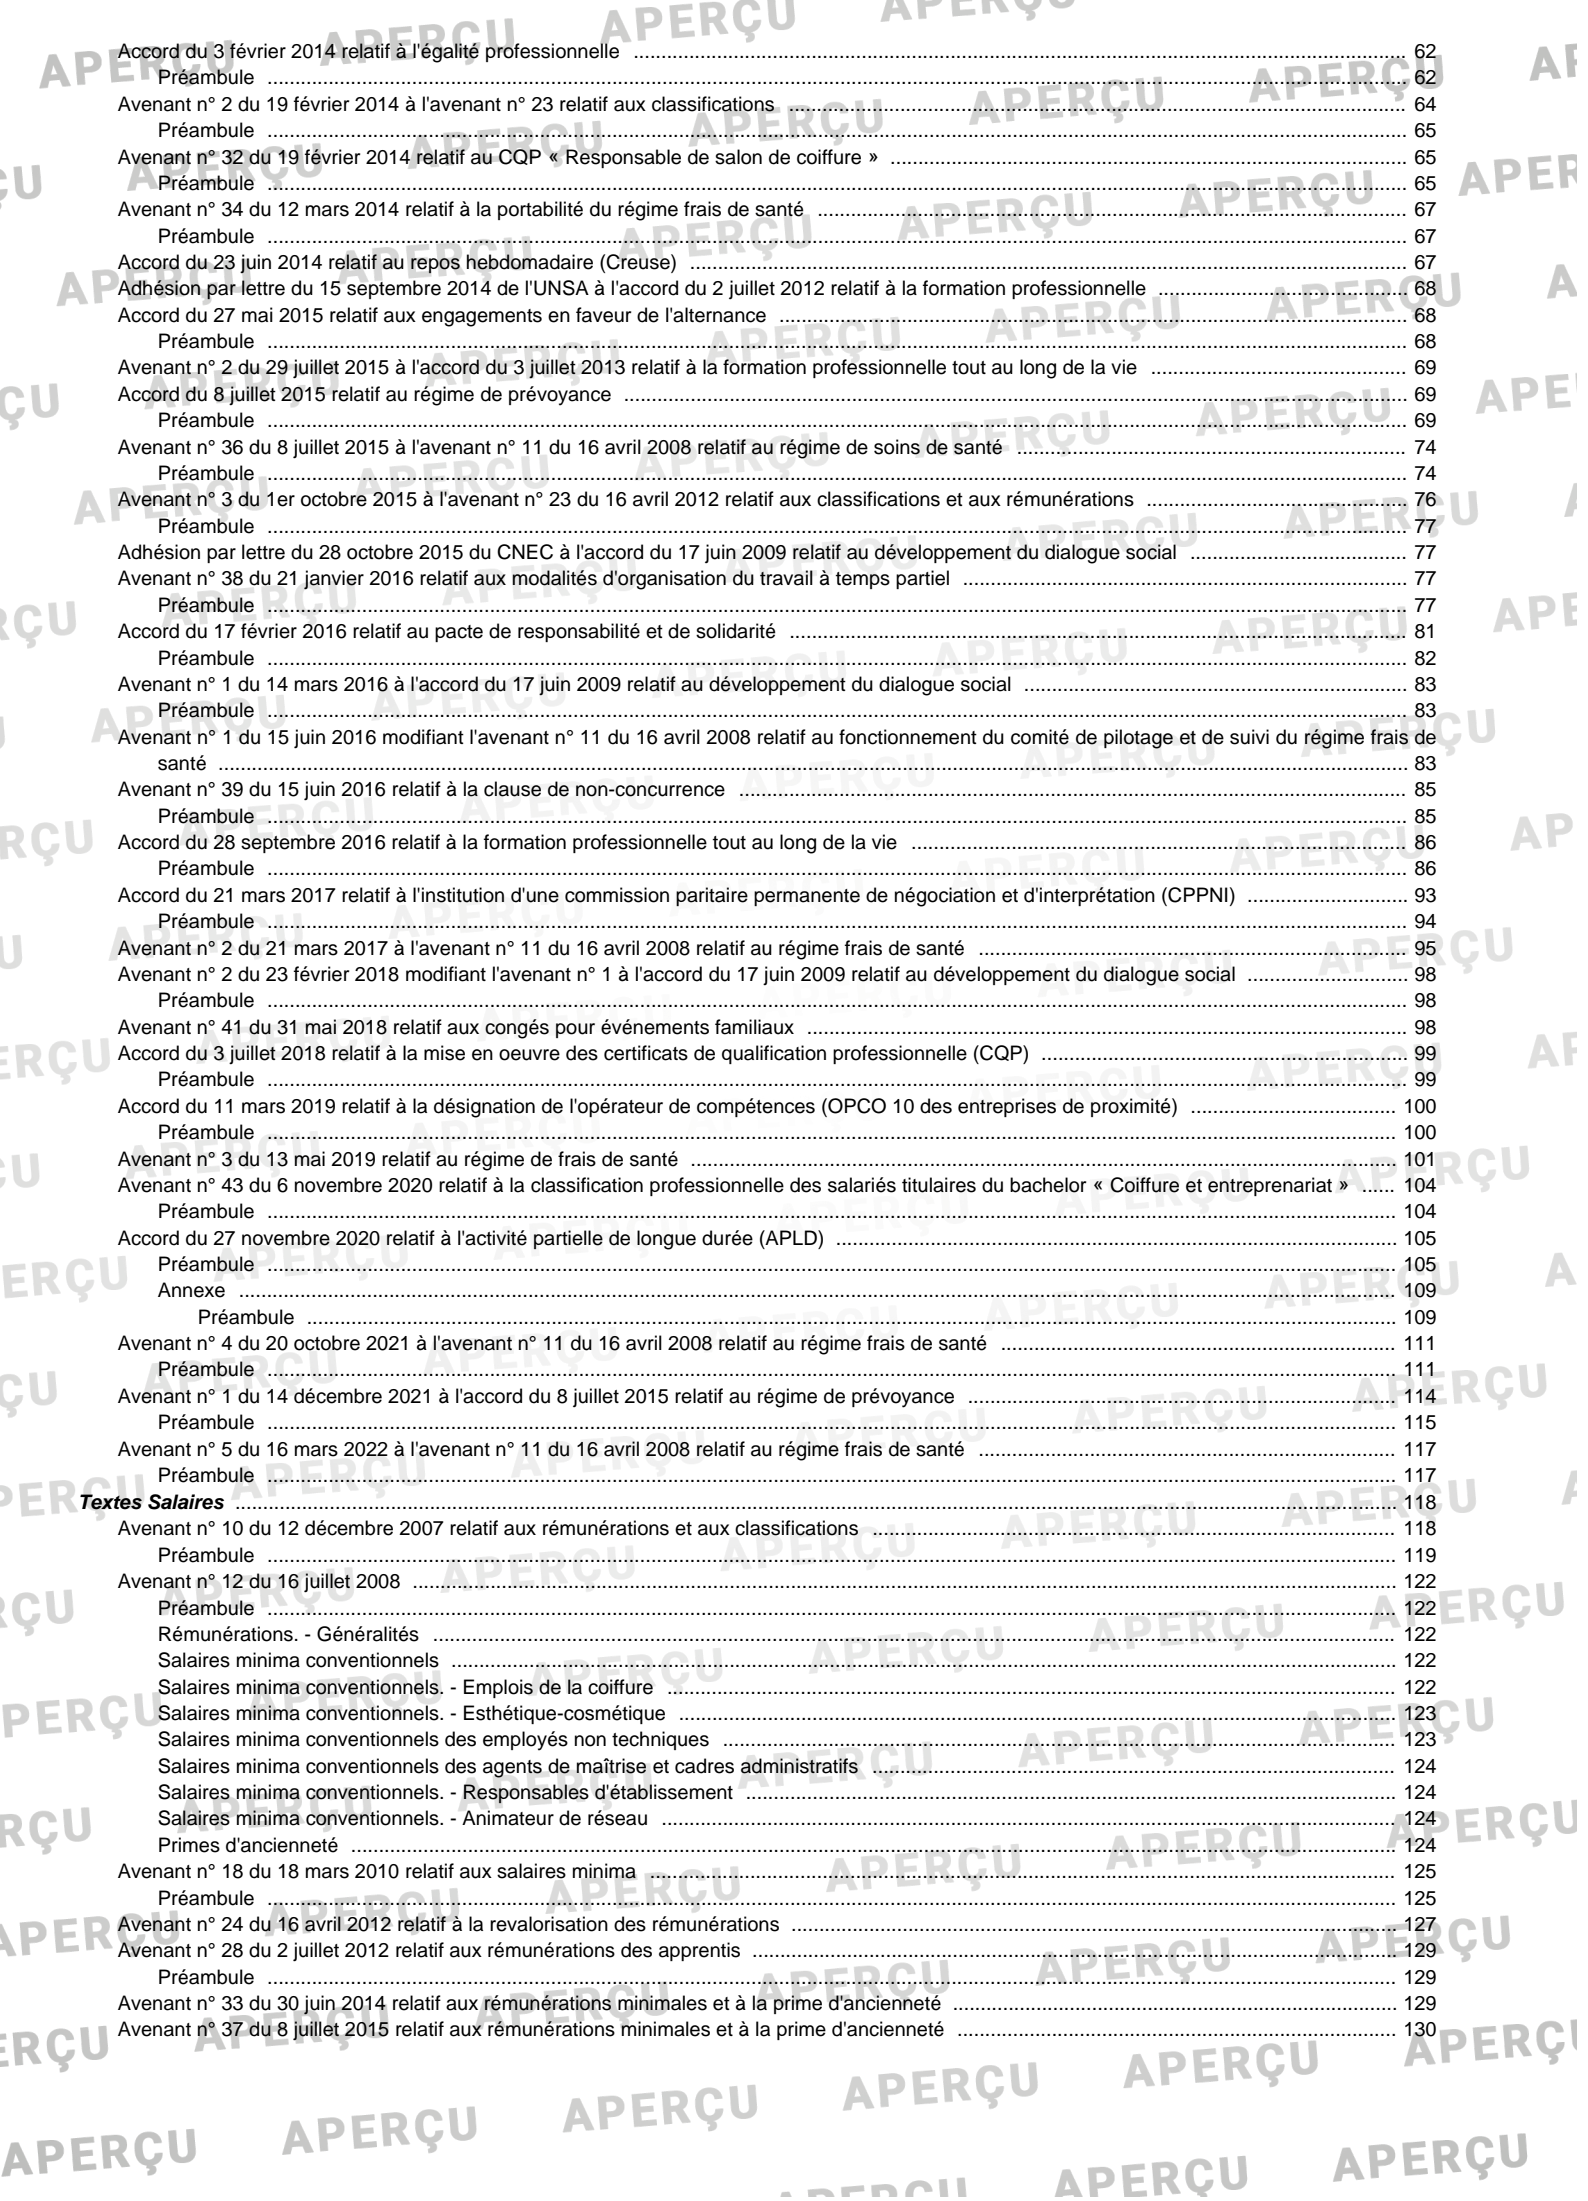 Accord du 3 février 2014 relatif à l'égalité professionnelle 62
Préambule 62
Avenant n° 2 du 19 février 2014 à l'avenant n° 23 relatif aux classifications 64
Préambule 65
Avenant n° 32 du 19 février 2014 relatif au CQP « Responsable de salon de coiffure » 65
Préambule 65
Avenant n° 34 du 12 mars 2014 relatif à la portabilité du régime frais de santé 67
Préambule 67
Accord du 23 juin 2014 relatif au repos hebdomadaire (Creuse) 67
Adhésion par lettre du 15 septembre 2014 de l'UNSA à l'accord du 2 juillet 2012 relatif à la formation professionnelle 68
Accord du 27 mai 2015 relatif aux engagements en faveur de l'alternance 68
Préambule 68
Avenant n° 2 du 29 juillet 2015 à l'accord du 3 juillet 2013 relatif à la formation professionnelle tout au long de la vie 69
Accord du 8 juillet 2015 relatif au régime de prévoyance 69
Préambule 69
Avenant n° 36 du 8 juillet 2015 à l'avenant n° 11 du 16 avril 2008 relatif au régime de soins de santé 74
Préambule 74
Avenant n° 3 du 1er octobre 2015 à l'avenant n° 23 du 16 avril 2012 relatif aux classifications et aux rémunérations 76
Préambule 77
Adhésion par lettre du 28 octobre 2015 du CNEC à l'accord du 17 juin 2009 relatif au développement du dialogue social 77
Avenant n° 38 du 21 janvier 2016 relatif aux modalités d'organisation du travail à temps partiel 77
Préambule 77
Accord du 17 février 2016 relatif au pacte de responsabilité et de solidarité 81
Préambule 82
Avenant n° 1 du 14 mars 2016 à l'accord du 17 juin 2009 relatif au développement du dialogue social 83
Préambule 83
Avenant n° 1 du 15 juin 2016 modifiant l'avenant n° 11 du 16 avril 2008 relatif au fonctionnement du comité de pilotage et de suivi du régime frais de
santé 83
Avenant n° 39 du 15 juin 2016 relatif à la clause de non-concurrence 85
Préambule 85
Accord du 28 septembre 2016 relatif à la formation professionnelle tout au long de la vie 86
Préambule 86
Accord du 21 mars 2017 relatif à l'institution d'une commission paritaire permanente de négociation et d'interprétation (CPPNI) 93
Préambule 94
Avenant n° 2 du 21 mars 2017 à l'avenant n° 11 du 16 avril 2008 relatif au régime frais de santé 95
Avenant n° 2 du 23 février 2018 modifiant l'avenant n° 1 à l'accord du 17 juin 2009 relatif au développement du dialogue social 98
Préambule 98
Avenant n° 41 du 31 mai 2018 relatif aux congés pour événements familiaux 98
Accord du 3 juillet 2018 relatif à la mise en oeuvre des certificats de qualification professionnelle (CQP) 99
Préambule 99
Accord du 11 mars 2019 relatif à la désignation de l'opérateur de compétences (OPCO 10 des entreprises de proximité) 100
Préambule 100
Avenant n° 3 du 13 mai 2019 relatif au régime de frais de santé 101
Avenant n° 43 du 6 novembre 2020 relatif à la classification professionnelle des salariés titulaires du bachelor « Coiffure et entreprenariat » 104
Préambule 104
Accord du 27 novembre 2020 relatif à l'activité partielle de longue durée (APLD) 105
Préambule 105
Annexe 109
Préambule 109
Avenant n° 4 du 20 octobre 2021 à l'avenant n° 11 du 16 avril 2008 relatif au régime frais de santé 111
Préambule 111
Avenant n° 1 du 14 décembre 2021 à l'accord du 8 juillet 2015 relatif au régime de prévoyance 114
Préambule 115
Avenant n° 5 du 16 mars 2022 à l'avenant n° 11 du 16 avril 2008 relatif au régime frais de santé 117
Préambule 117
Textes Salaires 118
Avenant n° 10 du 12 décembre 2007 relatif aux rémunérations et aux classifications 118
Préambule 119
Avenant n° 12 du 16 juillet 2008 122
Préambule 122
Rémunérations. - Généralités 122
Salaires minima conventionnels 122
Salaires minima conventionnels. - Emplois de la coiffure 122
Salaires minima conventionnels. - Esthétique-cosmétique 123
Salaires minima conventionnels des employés non techniques 123
Salaires minima conventionnels des agents de maîtrise et cadres administratifs 124
Salaires minima conventionnels. - Responsables d'établissement 124
Salaires minima conventionnels. - Animateur de réseau 124
Primes d'ancienneté 124
Avenant n° 18 du 18 mars 2010 relatif aux salaires minima 125
Préambule 125
Avenant n° 24 du 16 avril 2012 relatif à la revalorisation des rémunérations 127
Avenant n° 28 du 2 juillet 2012 relatif aux rémunérations des apprentis 129
Préambule 129
Avenant n° 33 du 30 juin 2014 relatif aux rémunérations minimales et à la prime d'ancienneté 129
Avenant n° 37 du 8 juillet 2015 relatif aux rémunérations minimales et à la prime d'ancienneté 130
APERÇU